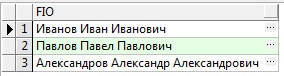 FIO
1 Иванов Иван Иванович ...
2 Павлов Павел Павлович ...
3 Александров Александр Александрович ...